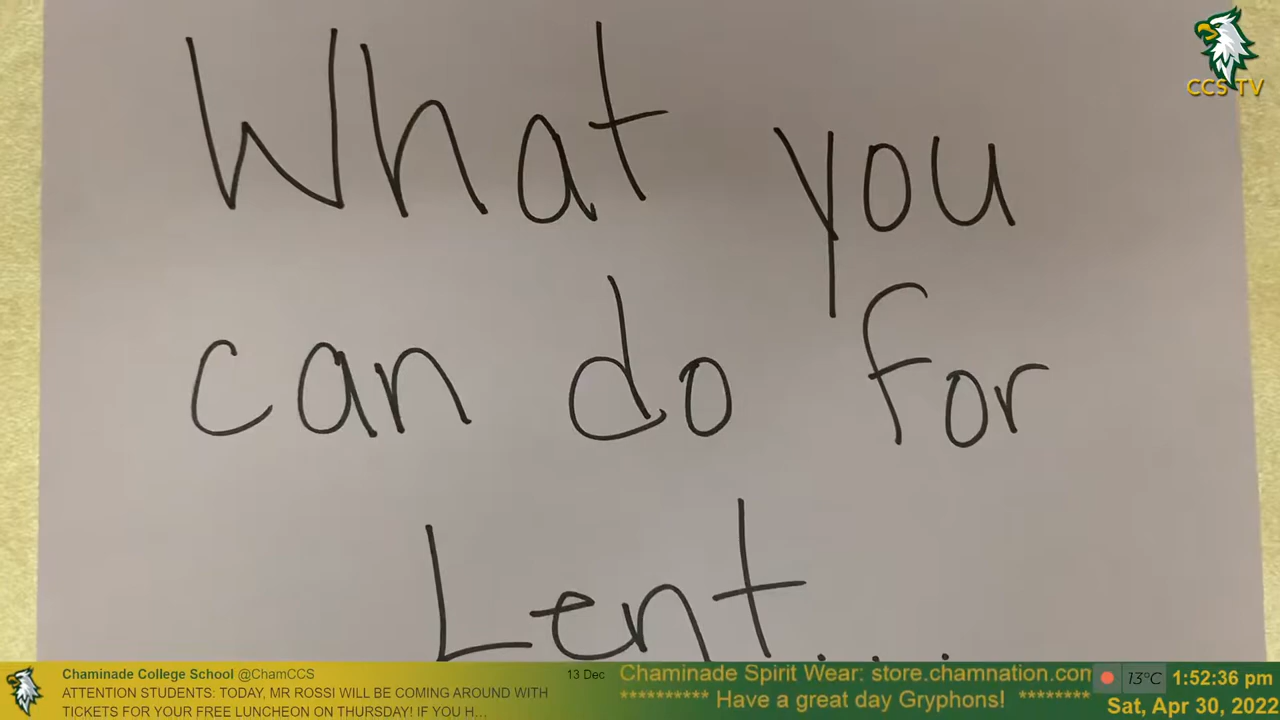 What you
can do for
Lent...
CCS TV
Chaminade College School @ChamCCS
13 Dec
ATTENTION STUDENTS: TODAY, MR ROSSI WILL BE COMING AROUND WITH
TICKETS FOR YOUR FREE LUNCHEON ON THURSDAY! IF YOU H...
Chaminade Spirit Wear: store.chamnation.com
********** Have a great day Gryphons! ********
13°C
1:52:36 pm
Sat, Apr 30, 2022